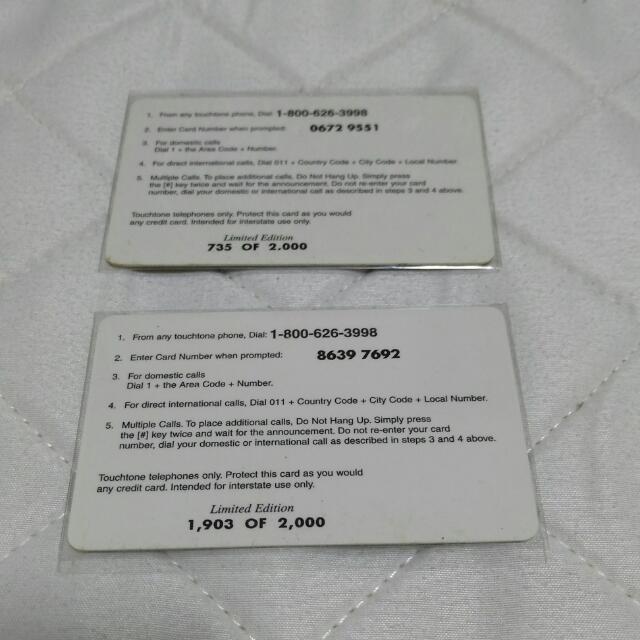 1. From any touchtone phone, Dial: 1-800-626-3998
2. Enter Card Number when prompted: 0672 9551
3. For domestic calls
Dial 1 + the Area Code + Number.
4. For direct international calls, Dial 011 + Country Code + City Code + Local Number.
5. Multiple Calls. To place additional calls, Do Not Hang Up. Simply press
the [#] key twice and wait for the announcement. Do not re-enter your card
number, dial your domestic or international call as described in steps 3 and 4 above.
Touchtone telephones only. Protect this card as you would
any credit card. Intended for interstate use only.
Limited Edition
735 OF 2,000
1. From any touchtone phone, Dial: 1-800-626-3998
2. Enter Card Number when prompted: 8639 7692
3. For domestic calls
Dial 1 + the Area Code + Number.
4. For direct international calls, Dial 011 + Country Code + City Code + Local Number.
5. Multiple Calls. To place additional calls, Do Not Hang Up. Simply press
the [#] key twice and wait for the announcement. Do not re-enter your card
number, dial your domestic or international call as described in steps 3 and 4 above.
Touchtone telephones only. Protect this card as you would
any credit card. Intended for interstate use only.
Limited Edition
1,903 OF 2,000